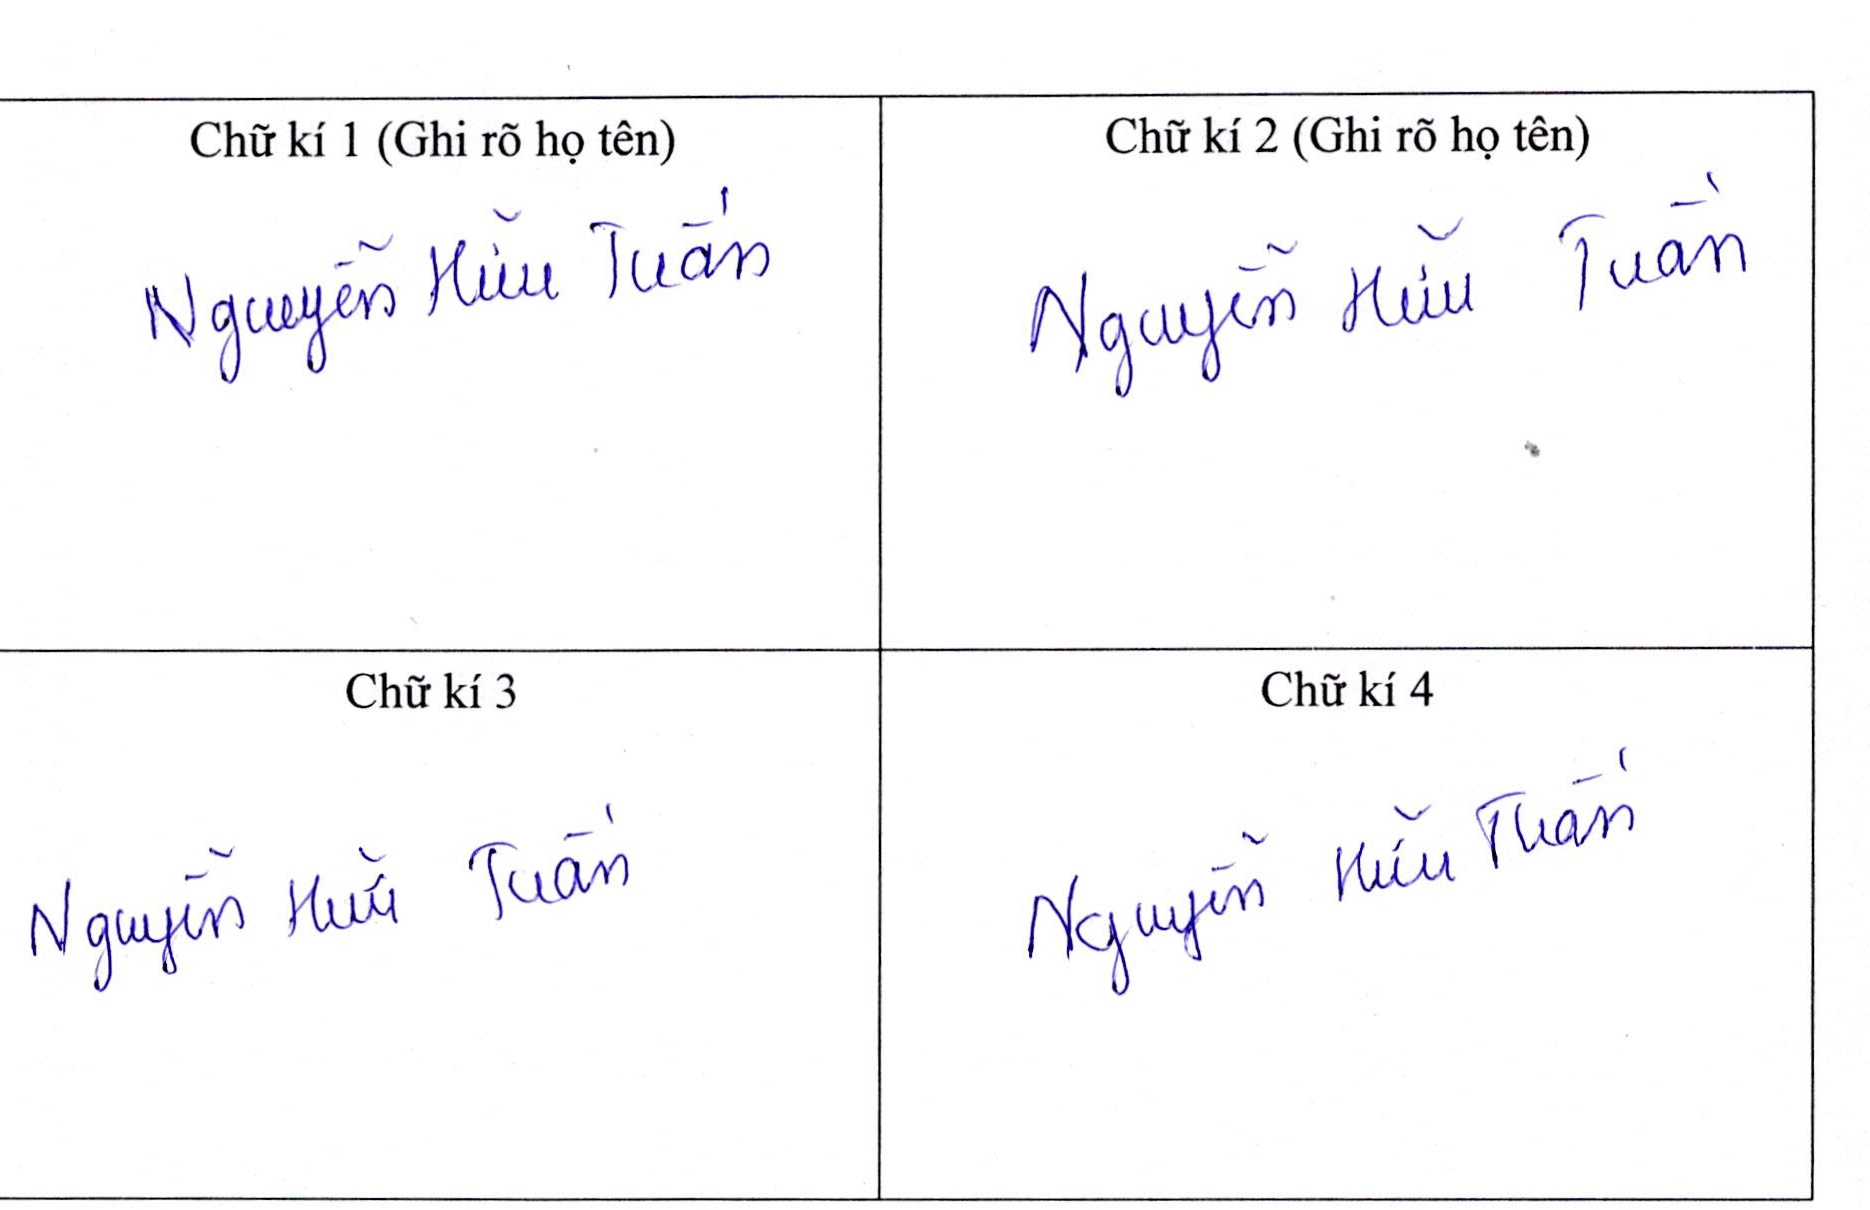 Chữ kí 1 (Ghi rõ họ tên)
Nguyễn Hữu Tuấn
Chữ kí 2 (Ghi rõ họ tên)
Nguyễn Hữu Tuấn
Chữ kí 3
Nguyễn Hữu Tuấn
Chữ kí 4
Nguyễn Hữu Tuấn